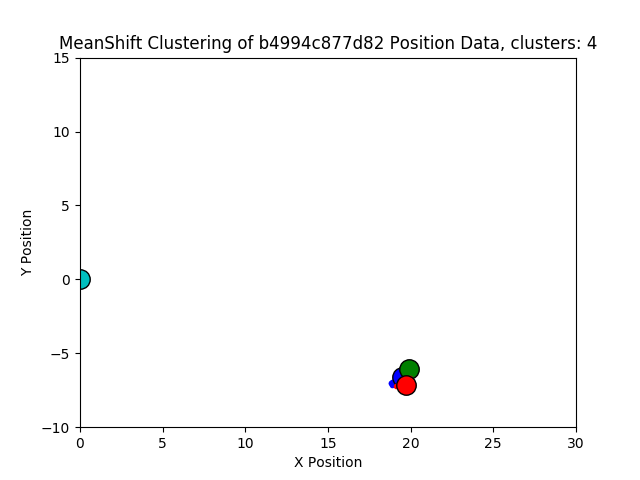 MeanShift Clustering of b4994c877d82 Position Data, clusters: 4
15
10
5
0
−5
−10
Y Position
0 5 10 15 20 25 30
X Position